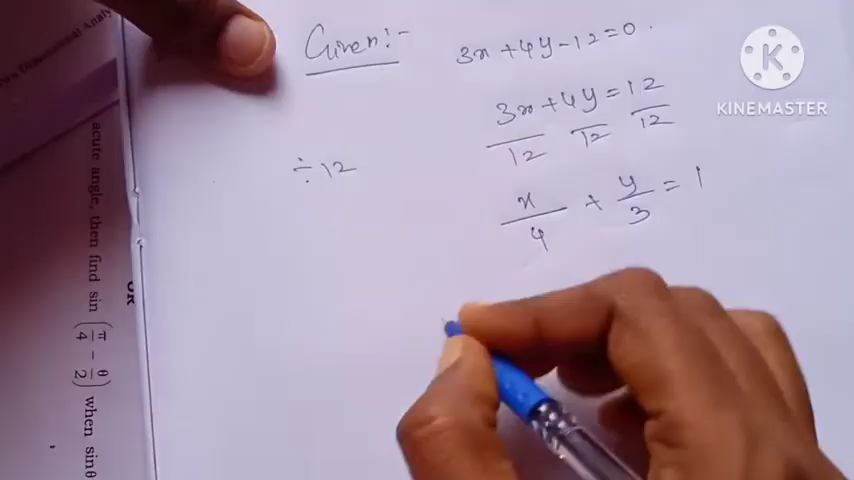 Given:-
3x + 4y - 12 = 0.
3x + 4y = 12
÷ 12
12 12 12
x/4 + y/3 = 1
K
KINEMASTER
acute angle, then find sin (π/4 - θ/2) when sinθ
OR